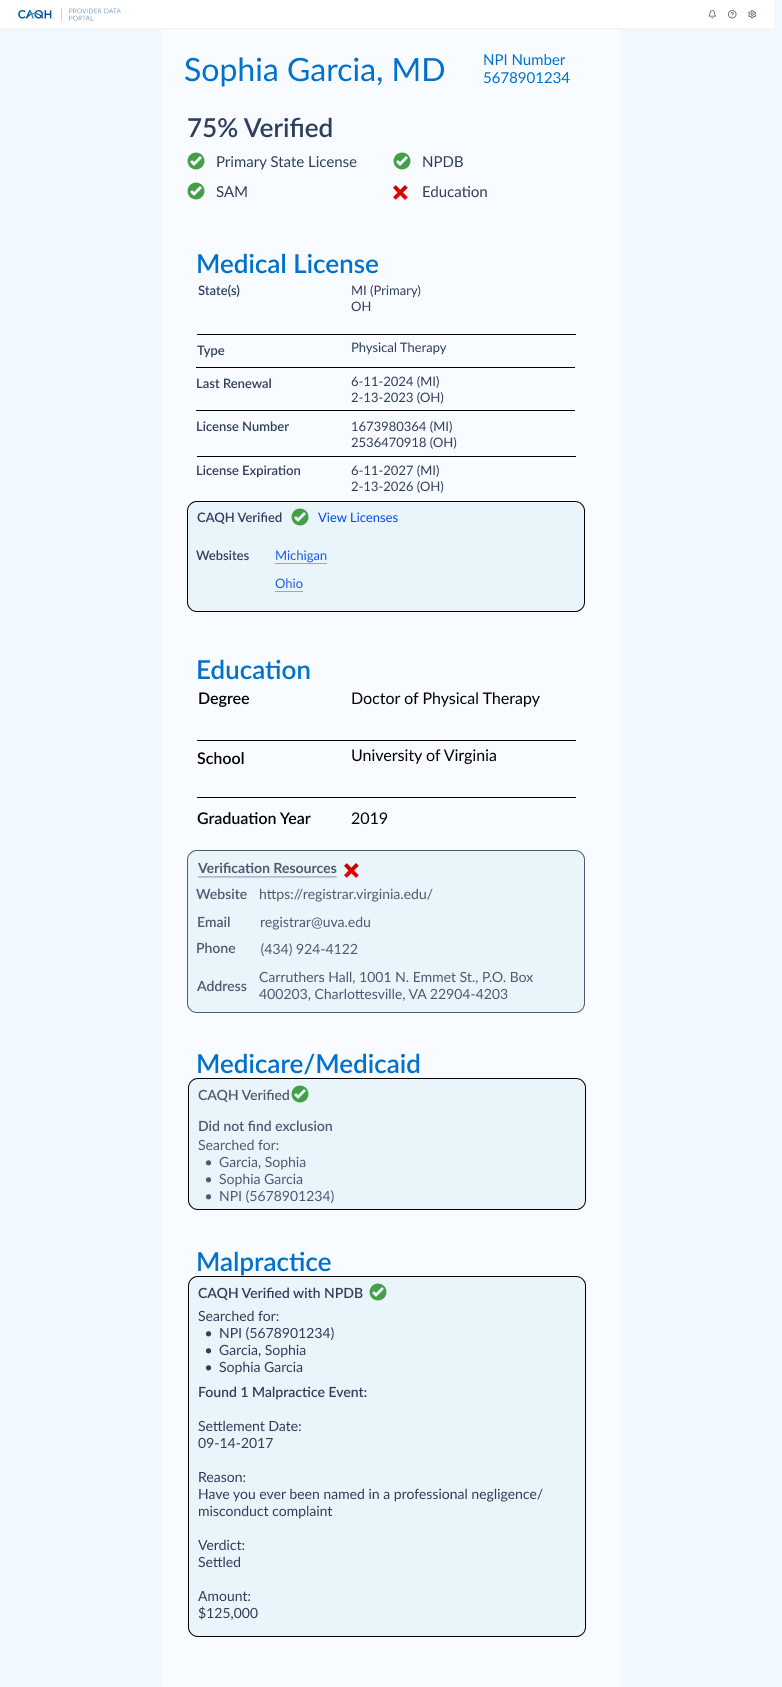 CAQH
PROVIDER DATA
PORTAL
Sophia Garcia, MD
NPI Number
5678901234
75% Verified
Primary State License
NPDB
SAM
Education
Medical License
State(s)
MI (Primary)
OH
Type
Physical Therapy
Last Renewal
6-11-2024 (MI)
2-13-2023 (OH)
License Number
1673980364 (MI)
2536470918 (OH)
License Expiration
6-11-2027 (MI)
2-13-2026 (OH)
CAQH Verified
View Licenses
Websites
Michigan
Ohio
Education
Degree
Doctor of Physical Therapy
School
University of Virginia
Graduation Year
2019
Verification Resources
Website
https://registrar.virginia.edu/
Email
registrar@uva.edu
Phone
(434) 924-4122
Address
Carruthers Hall, 1001 N. Emmet St., P.O. Box
400203, Charlottesville, VA 22904-4203
Medicare/Medicaid
CAQH Verified
Did not find exclusion
Searched for:
• Garcia, Sophia
• Sophia Garcia
• NPI (5678901234)
Malpractice
CAQH Verified with NPDB
Searched for:
• NPI (5678901234)
• Garcia, Sophia
• Sophia Garcia
Found 1 Malpractice Event:
Settlement Date:
09-14-2017
Reason:
Have you ever been named in a professional negligence/
misconduct complaint
Verdict:
Settled
Amount:
$125,000